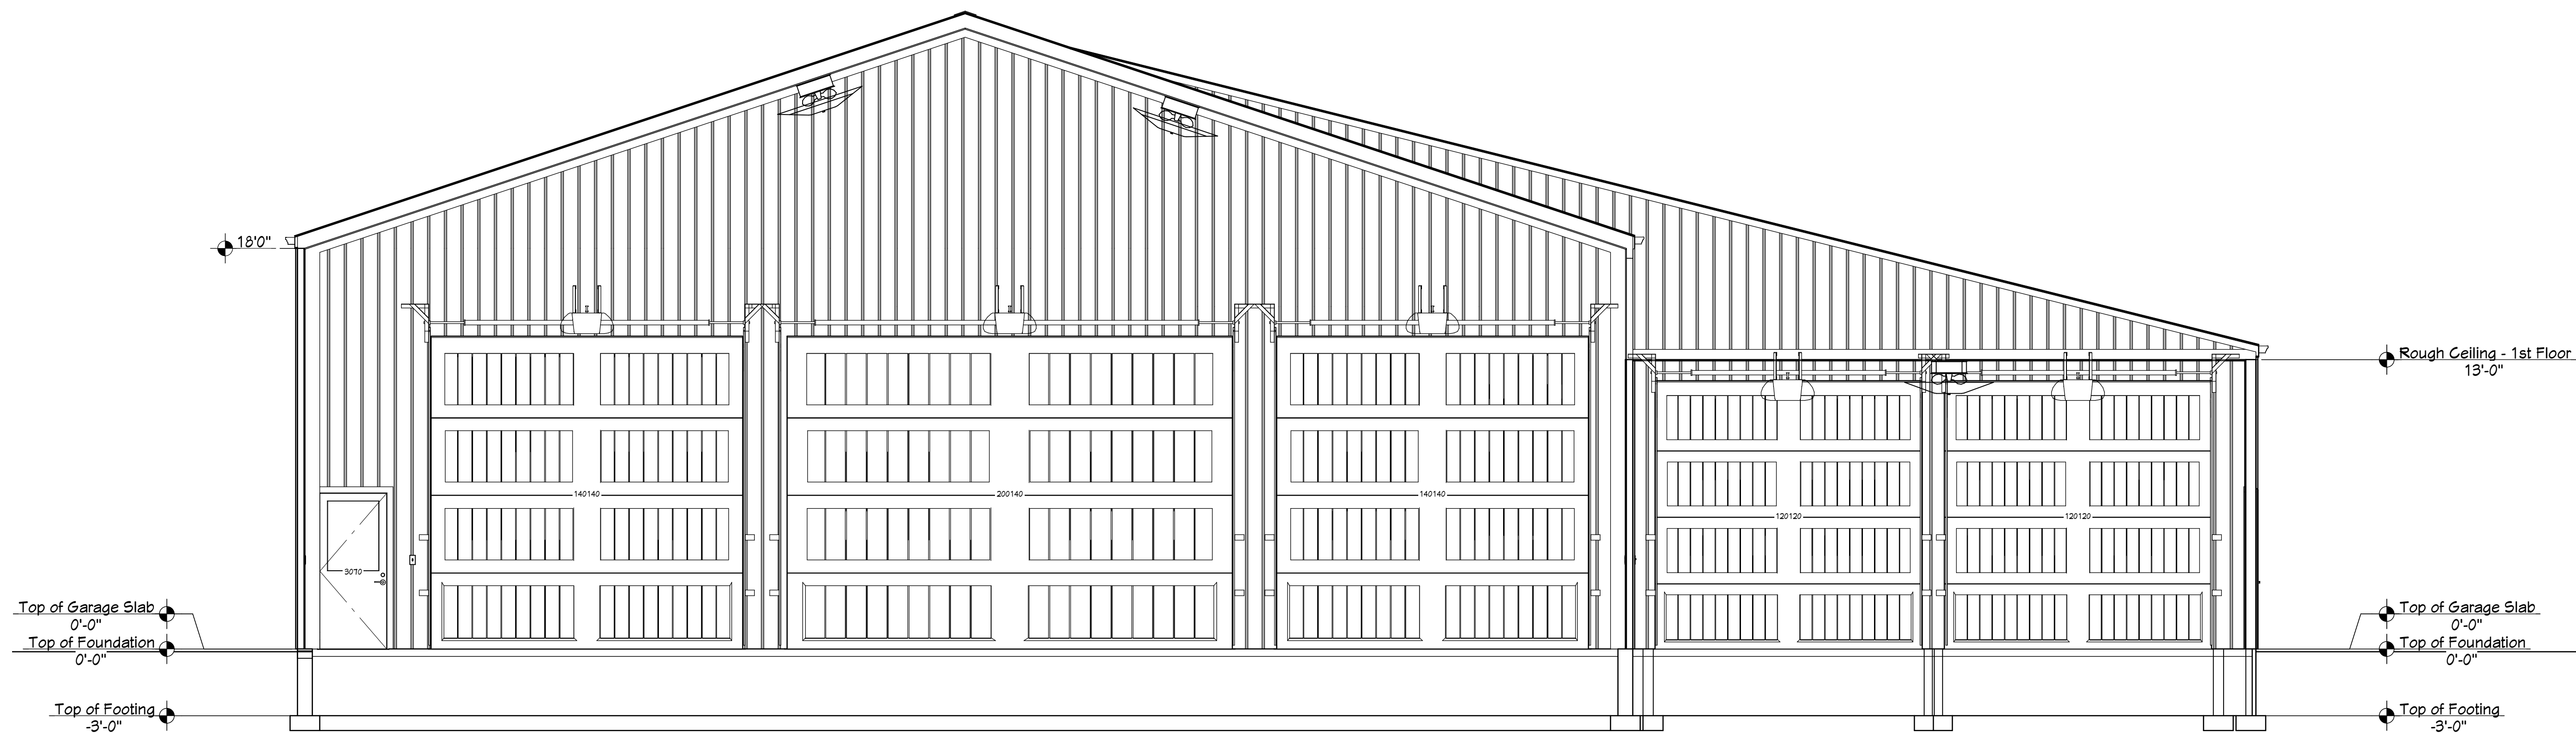 18'0"
Rough Ceiling - 1st Floor
13'-0"
140140
200140
140140
120120
120120
3070
Top of Garage Slab
0'-0"
Top of Foundation
0'-0"
Top of Footing
-3'-0"
Top of Garage Slab
0'-0"
Top of Foundation
0'-0"
Top of Footing
-3'-0"